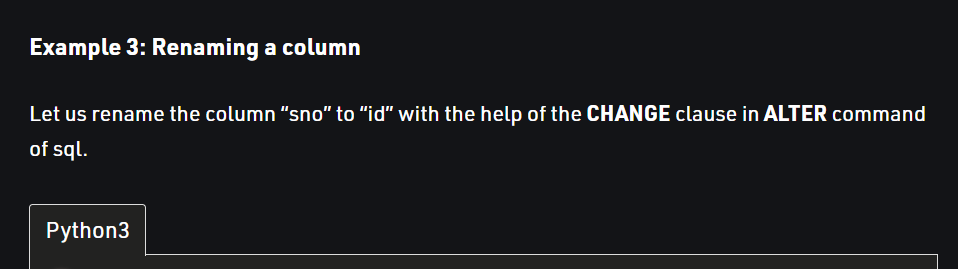 Example 3: Renaming a column
Let us rename the column “sno” to “id” with the help of the CHANGE clause in ALTER command
of sql.
Python3